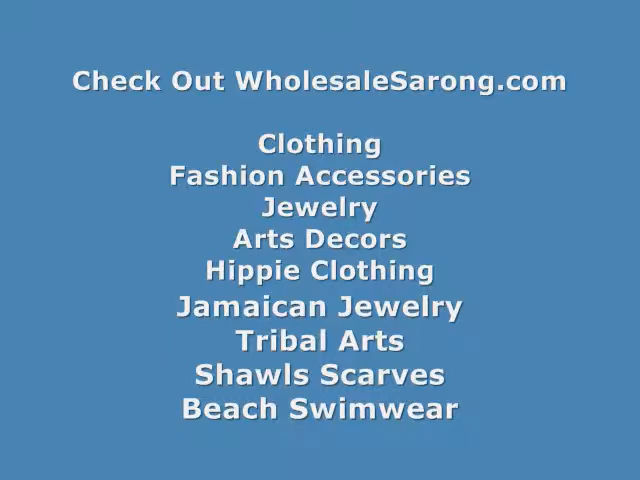 Check Out WholesaleSarong.com
Clothing
Fashion Accessories
Jewelry
Arts Decors
Hippie Clothing
Jamaican Jewelry
Tribal Arts
Shawls Scarves
Beach Swimwear